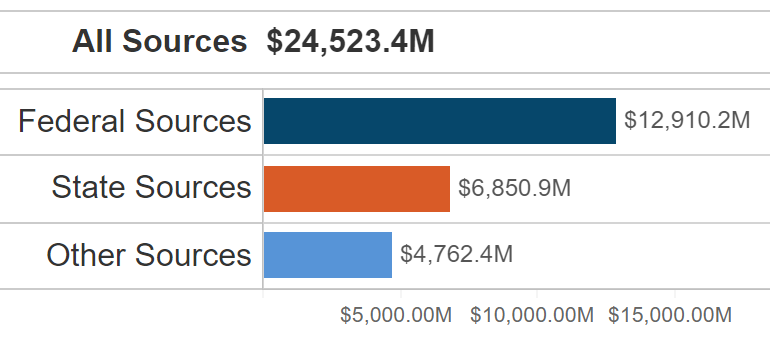 All Sources $24,523.4M
Federal Sources $12,910.2M
State Sources $6,850.9M
Other Sources $4,762.4M
$5,000.00M $10,000.00M $15,000.00M